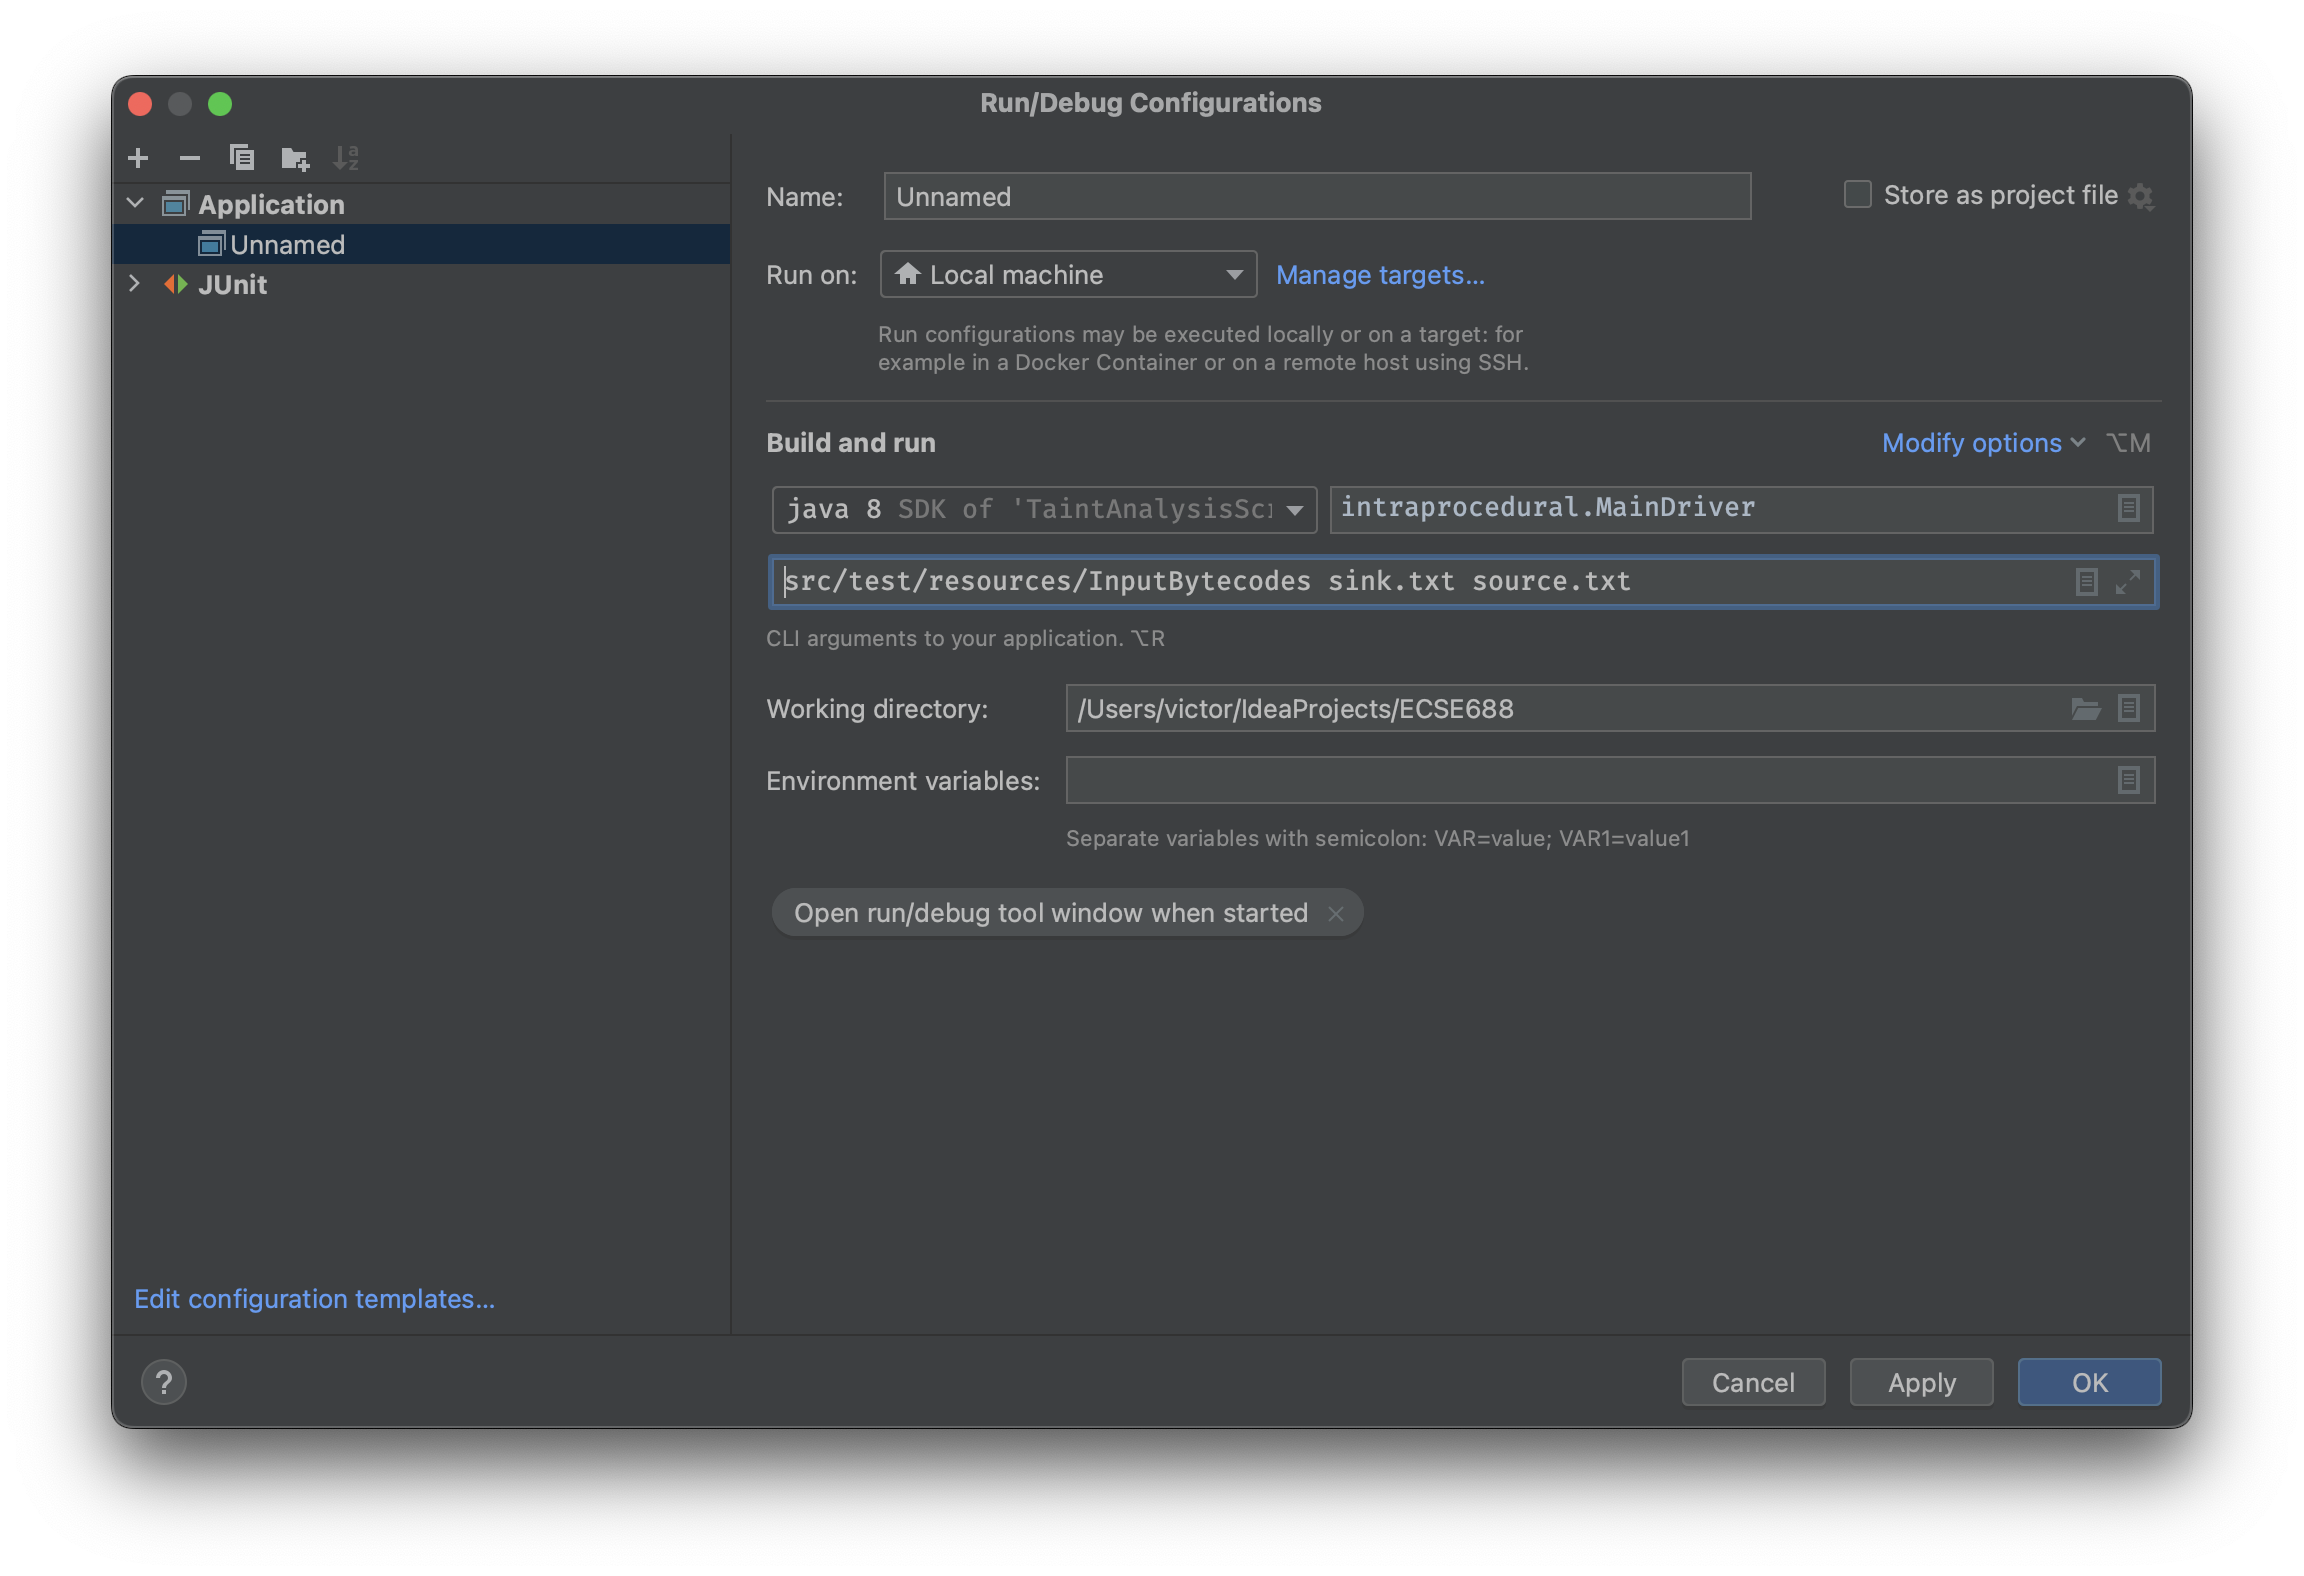 Run/Debug Configurations
Application
Unnamed
JUnit
Name: Unnamed
Store as project file
Run on: Local machine Manage targets...
Run configurations may be executed locally or on a target: for
example in a Docker Container or on a remote host using SSH.
Build and run
Modify options ⌥M
java 8 SDK of 'TaintAnalysisScr intraprocedural.MainDriver
src/test/resources/InputBytecodes sink.txt source.txt
CLI arguments to your application. ⌥R
Working directory: /Users/victor/IdeaProjects/ECSE688
Environment variables:
Separate variables with semicolon: VAR=value; VAR1=value1
Open run/debug tool window when started ×
Edit configuration templates...
? Cancel Apply OK